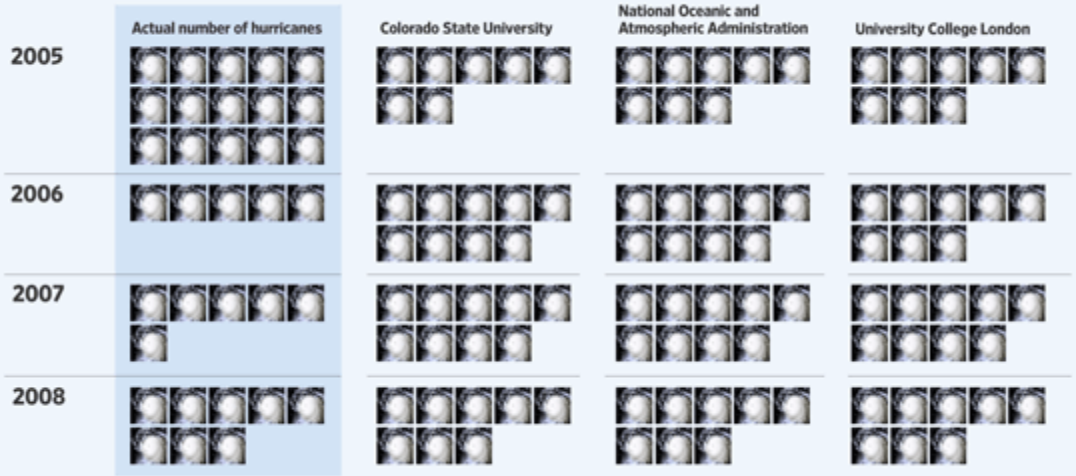 Actual number of hurricanes
Colorado State University
National Oceanic and
Atmospheric Administration
University College London
2005
2006
2007
2008